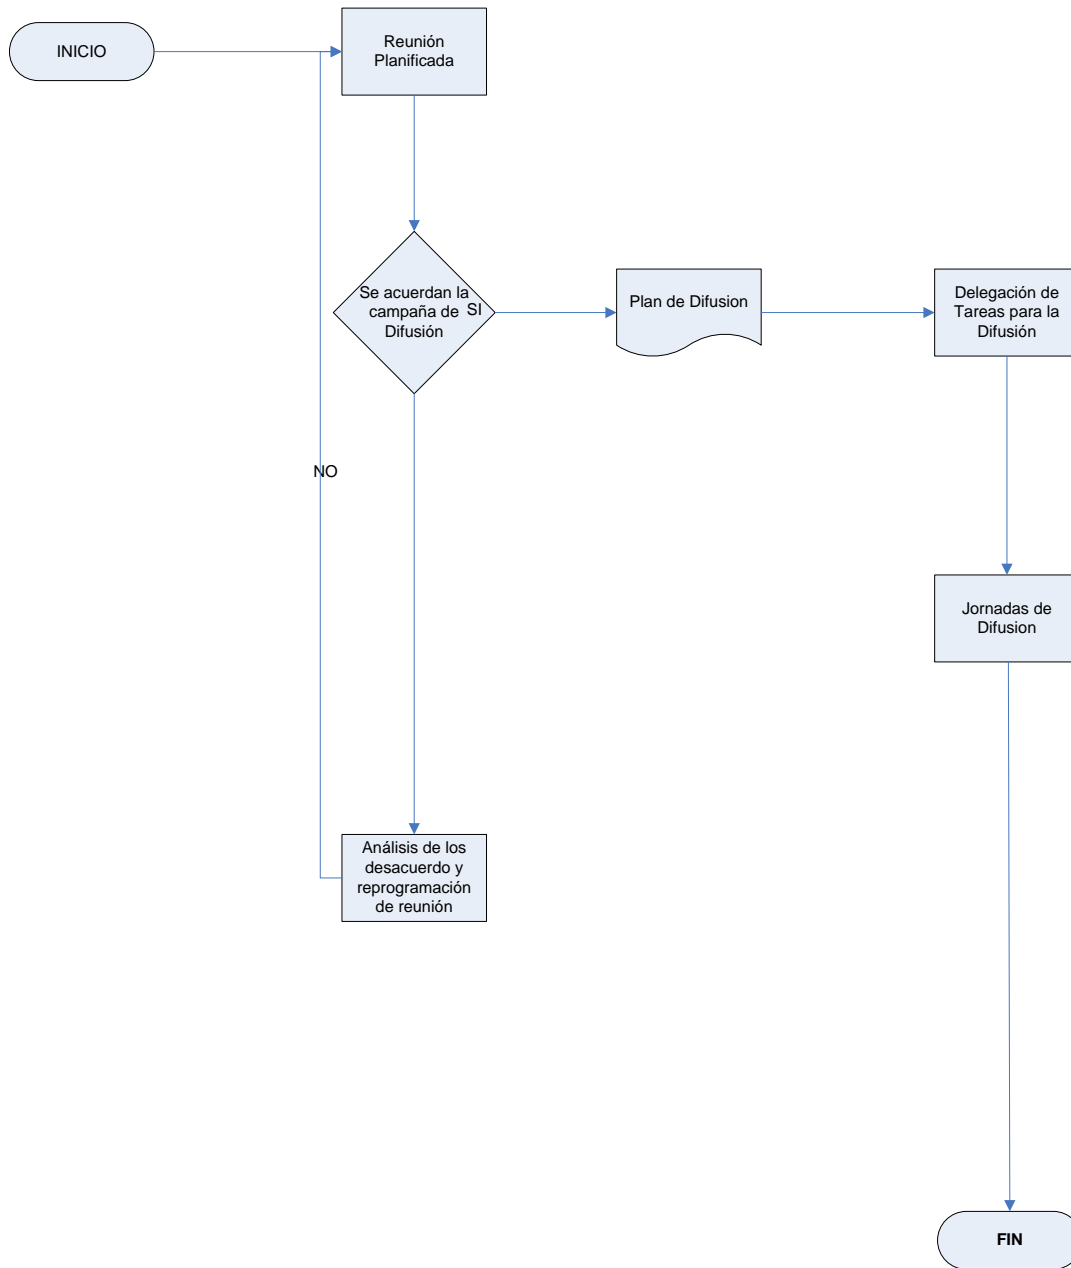 INICIO
Reunión
Planificada
Se acuerdan la
campaña de
Difusión
SI
Plan de Difusion
Delegación de
Tareas para la
Difusión
NO
Jornadas de
Difusion
Análisis de los
desacuerdo y
reprogramación
de reunión
FIN